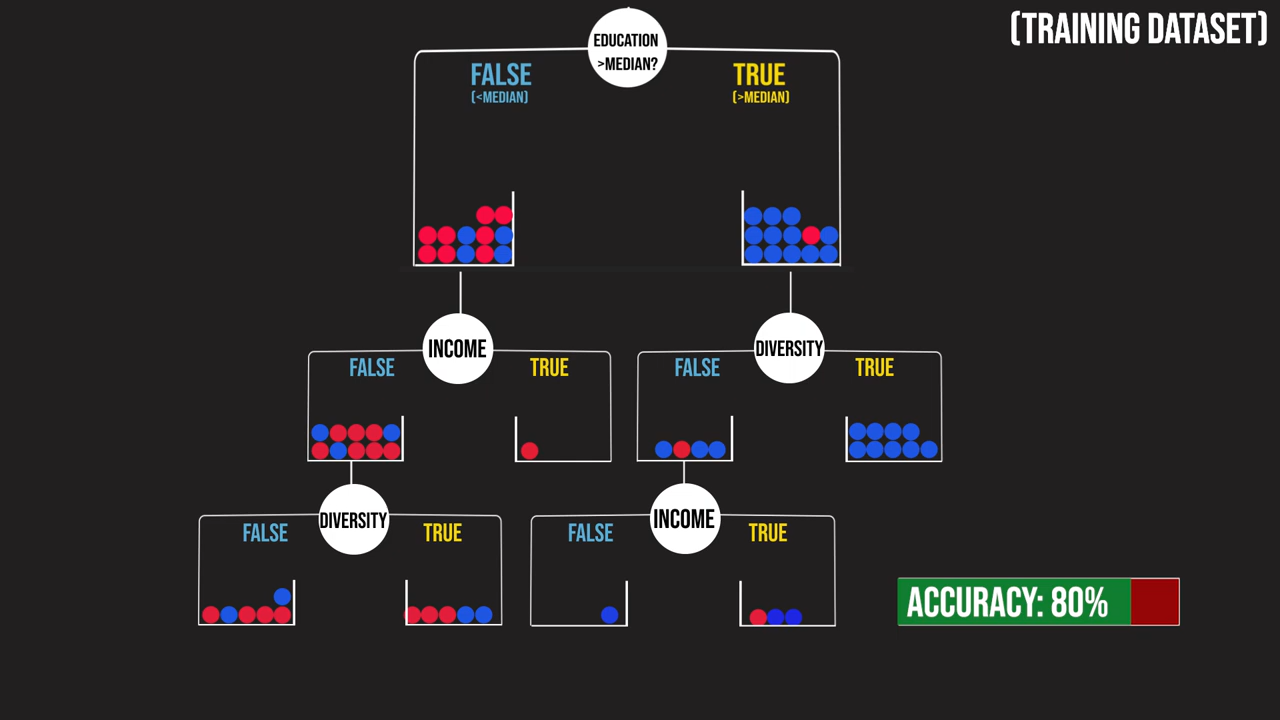 (TRAINING DATASET)
EDUCATION
>MEDIAN?
FALSE
(<MEDIAN)
TRUE
(>MEDIAN)
INCOME
FALSE
TRUE
DIVERSITY
FALSE
TRUE
DIVERSITY
FALSE
TRUE
INCOME
FALSE
TRUE
ACCURACY: 80%